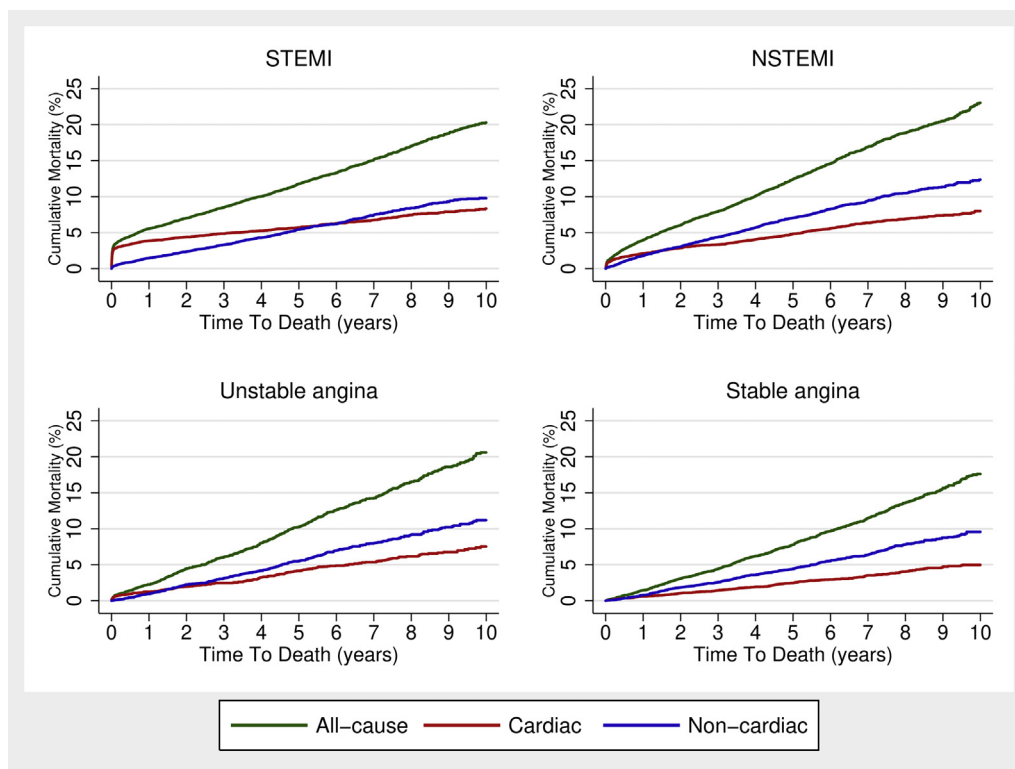 STEMI
Cumulative Mortality (%)
25
20
15
10
5
0
0 1 2 3 4 5 6 7 8 9 10
Time To Death (years)
NSTEMI
Cumulative Mortality (%)
25
20
15
10
5
0
0 1 2 3 4 5 6 7 8 9 10
Time To Death (years)
Unstable angina
Cumulative Mortality (%)
25
20
15
10
5
0
0 1 2 3 4 5 6 7 8 9 10
Time To Death (years)
Stable angina
Cumulative Mortality (%)
25
20
15
10
5
0
0 1 2 3 4 5 6 7 8 9 10
Time To Death (years)
All−cause Cardiac Non−cardiac